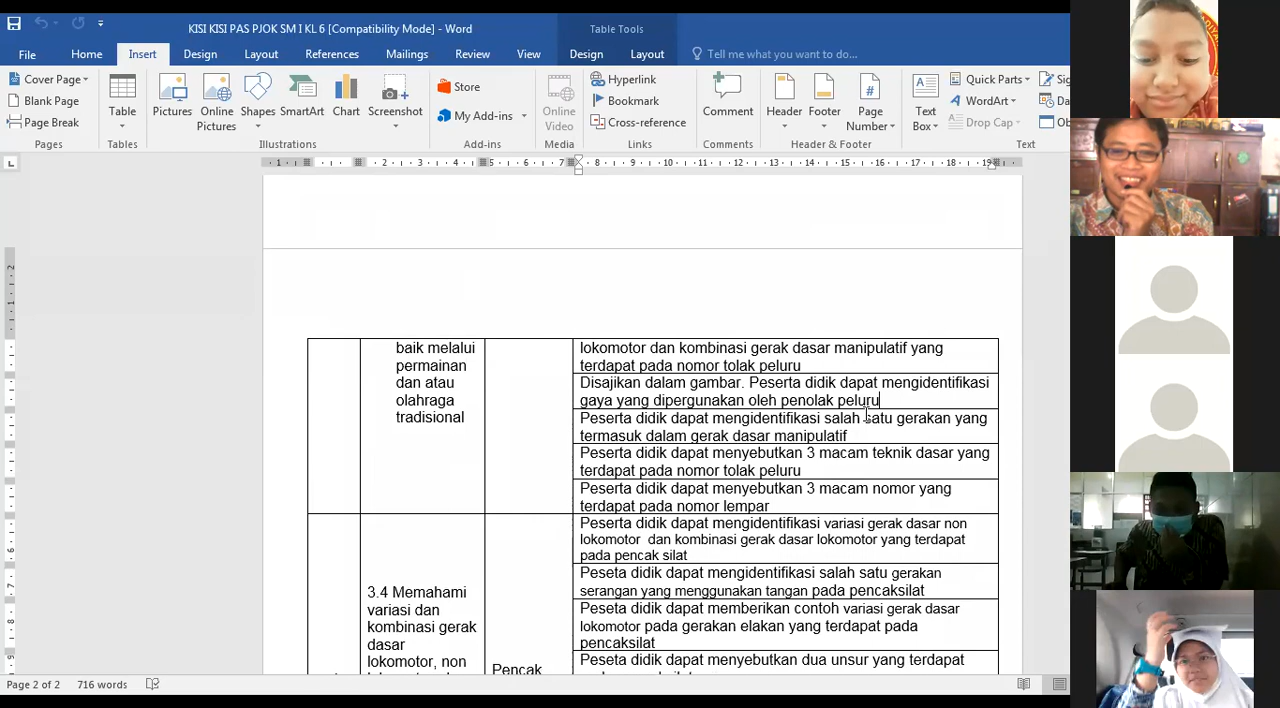 KISI KISI PAS PJOK SM I KL 6 [Compatibility Mode] - Word
Table Tools
File
Home
Insert
Design
Layout
References
Mailings
Review
View
Design
Layout
Tell me what you want to do...
Cover Page
Blank Page
Page Break
Pages
Table
Tables
Pictures
Online Pictures
Shapes
SmartArt
Chart
Screenshot
Illustrations
Store
My Add-ins
Add-ins
Online Video
Media
Hyperlink
Bookmark
Cross-reference
Links
Comment
Comments
Header
Footer
Page Number
Header & Footer
Text Box
Quick Parts
WordArt
Drop Cap
Text
baik melalui
permainan
dan atau
olahraga
tradisional
lokomotor dan kombinasi gerak dasar manipulatif yang
terdapat pada nomor tolak peluru
Disajikan dalam gambar. Peserta didik dapat mengidentifikasi
gaya yang dipergunakan oleh penolak peluru
Peserta didik dapat mengidentifikasi salah satu gerakan yang
termasuk dalam gerak dasar manipulatif
Peserta didik dapat menyebutkan 3 macam teknik dasar yang
terdapat pada nomor tolak peluru
Peserta didik dapat menyebutkan 3 macam nomor yang
terdapat pada nomor lempar
3.4 Memahami
variasi dan
kombinasi gerak
dasar
lokomotor, non
Pencak
Peserta didik dapat mengidentifikasi variasi gerak dasar non
lokomotor dan kombinasi gerak dasar lokomotor yang terdapat
pada pencak silat
Peseta didik dapat mengidentifikasi salah satu gerakan
serangan yang menggunakan tangan pada pencaksilat
Peseta didik dapat memberikan contoh variasi gerak dasar
lokomotor pada gerakan elakan yang terdapat pada
pencaksilat
Peseta didik dapat menyebutkan dua unsur yang terdapat
Page 2 of 2
716 words